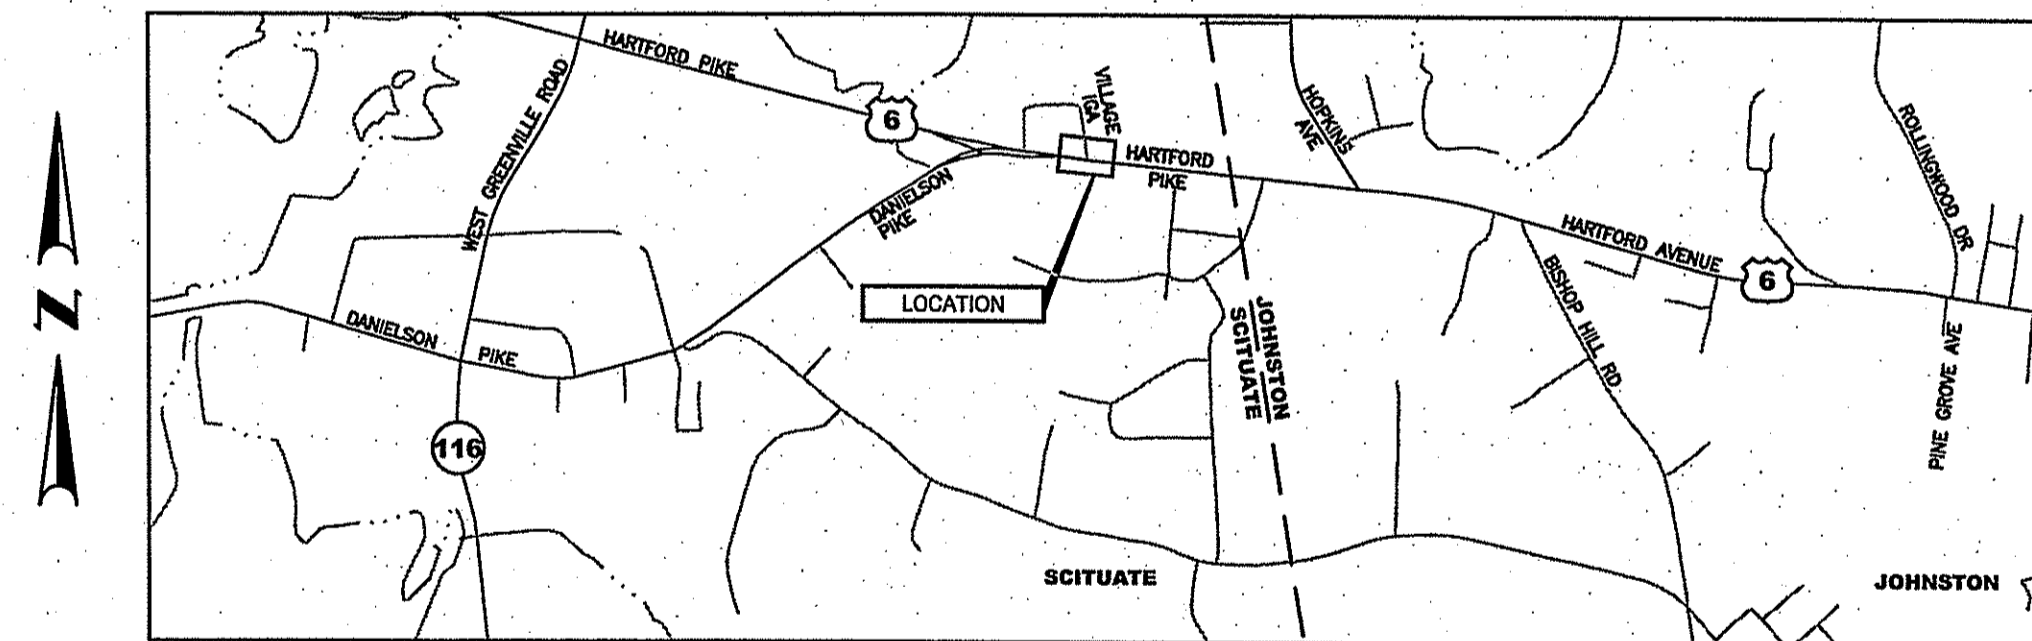 HARTFORD PIKE
WEST GREENVILLE ROAD
6
VILLAGE
IGA
HOPKINS
AVE
ROLLINGWOOD DR
HARTFORD
PIKE
DANIELSON
PIKE
HARTFORD AVENUE
6
N
LOCATION
BISHOP HILL RD
JOHNSTON
SCITUATE
DANIELSON PIKE
PINE GROVE AVE
116
SCITUATE
JOHNSTON